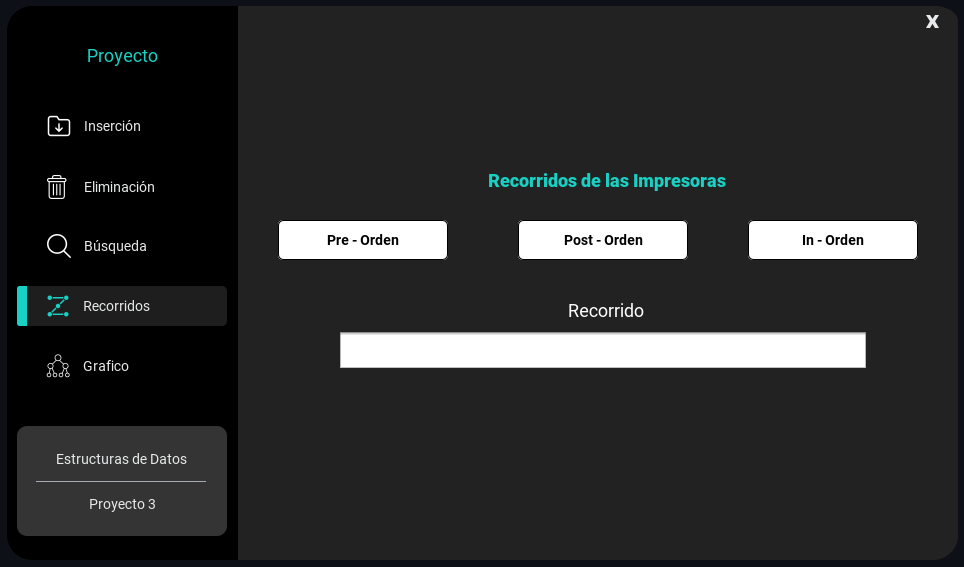 X
Proyecto
Inserción
Eliminación
Búsqueda
Recorridos
Grafico
Estructuras de Datos
Proyecto 3
Recorridos de las Impresoras
Pre - Orden
Post - Orden
In - Orden
Recorrido